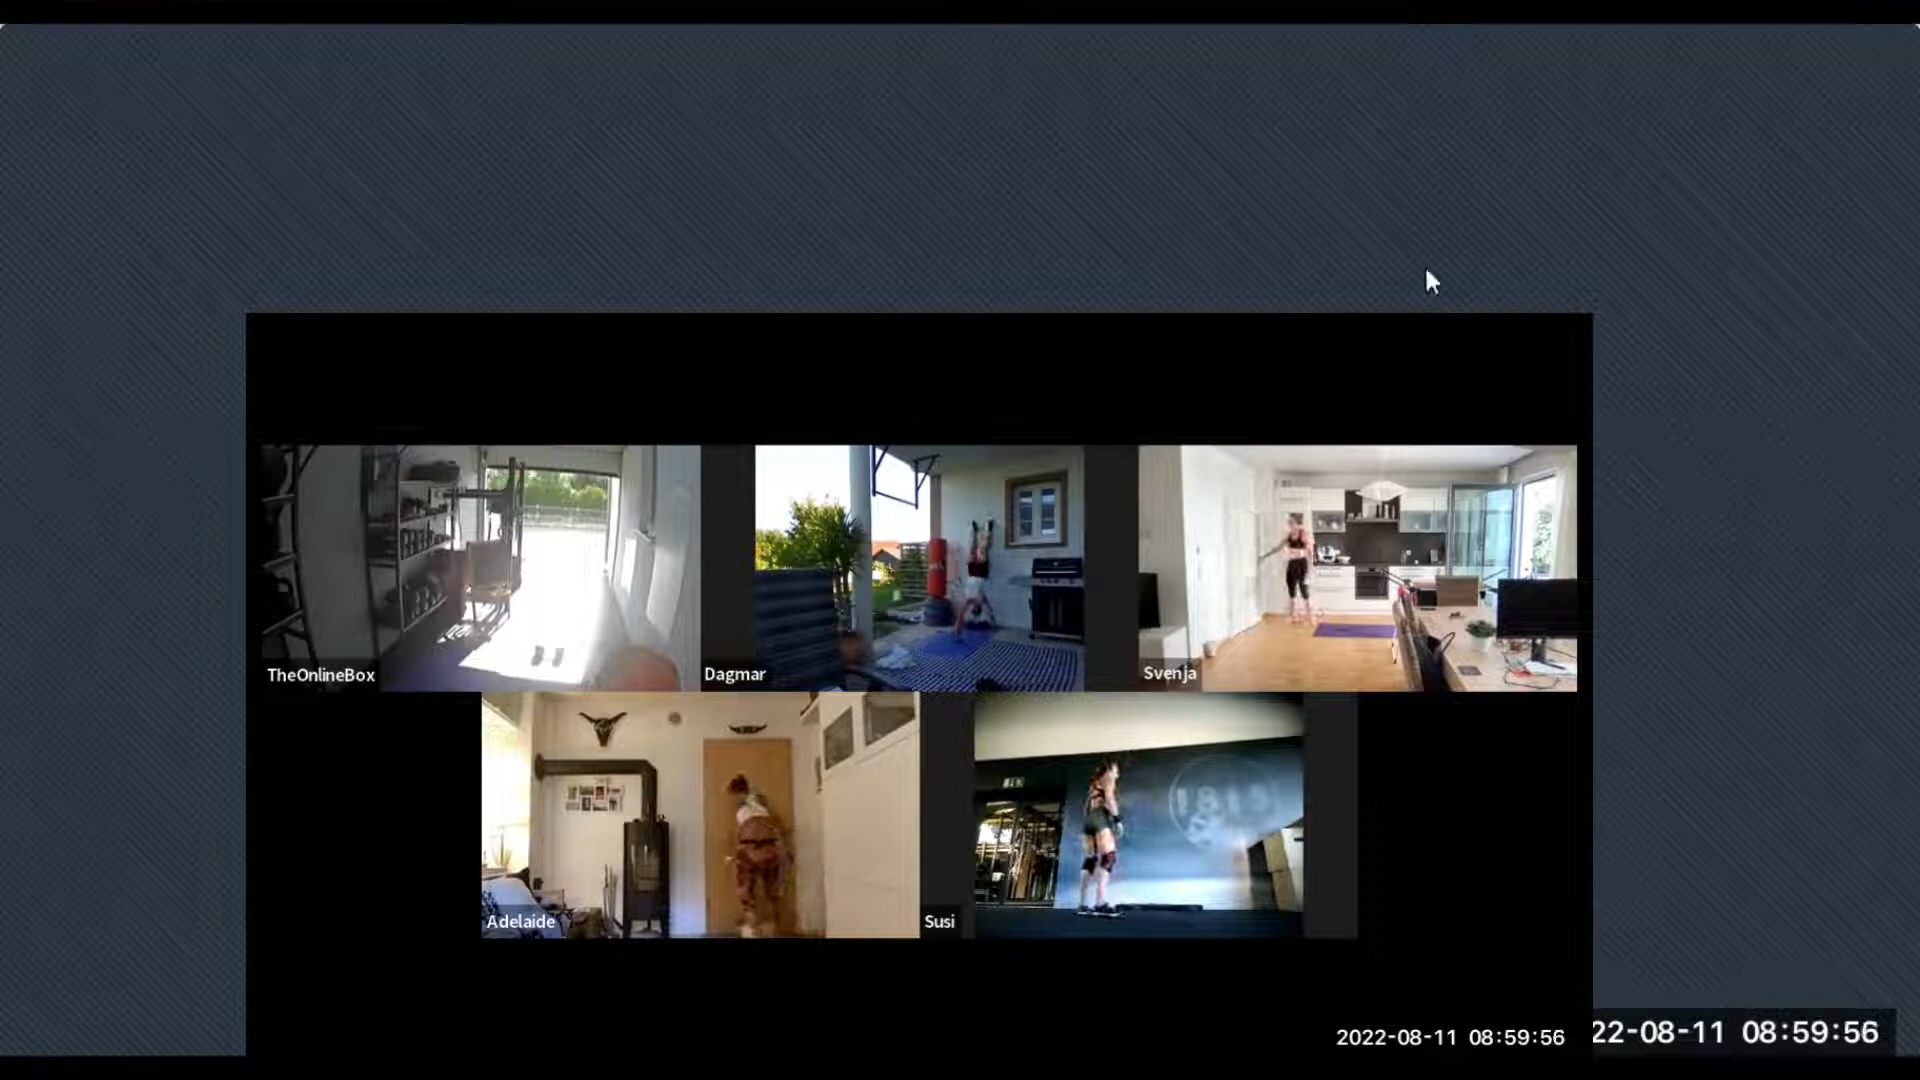 TheOnlineBox
Dagmar
Svenja
Adelaide
Susi
2022-08-11 08:59:56
22-08-11 08:59:56